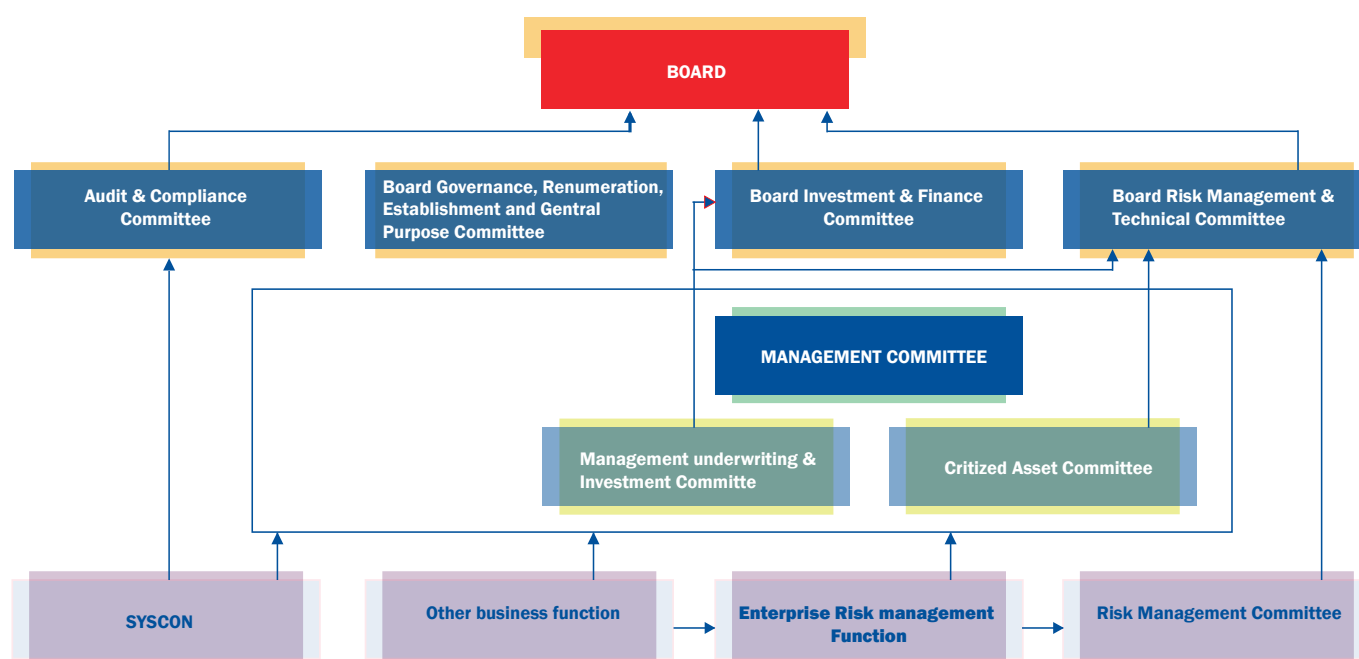 BOARD
Audit & Compliance
Committee
Board Governance, Renumeration,
Establishment and Gentral
Purpose Committee
Board Investment & Finance
Committee
Board Risk Management &
Technical Committee
MANAGEMENT COMMITTEE
Management underwriting &
Investment Committe
Critized Asset Committee
SYSCON
Other business function
Enterprise Risk management
Function
Risk Management Committee